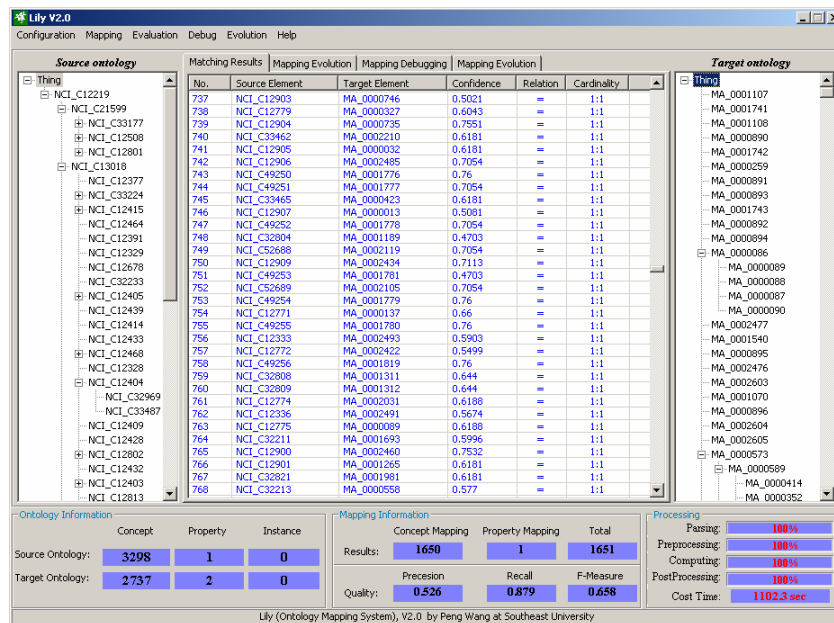 Lily V2.0
Configuration Mapping Evaluation Debug Evolution Help
Source ontology
Thing
NCI_C12219
NCI_C21599
NCI_C33177
NCI_C12508
NCI_C12801
NCI_C13018
NCI_C12377
NCI_C33224
NCI_C12415
NCI_C12464
NCI_C12391
NCI_C12329
NCI_C12678
NCI_C32233
NCI_C12405
NCI_C12439
NCI_C12414
NCI_C12433
NCI_C12468
NCI_C12328
NCI_C12404
NCI_C32969
NCI_C33487
NCI_C12409
NCI_C12428
NCI_C12802
NCI_C12432
NCI_C12403
NCI_C12813
Matching Results Mapping Evolution Mapping Debugging Mapping Evolution
No. Source Element Target Element Confidence Relation Cardinality
737 NCI_C12903 MA_0000746 0.5021 = 1:1
738 NCI_C12779 MA_0000327 0.6043 = 1:1
739 NCI_C12904 MA_0000735 0.7551 = 1:1
740 NCI_C33462 MA_0002210 0.6181 = 1:1
741 NCI_C12905 MA_0000032 0.6181 = 1:1
742 NCI_C12906 MA_0002485 0.7054 = 1:1
743 NCI_C49250 MA_0001776 0.76 = 1:1
744 NCI_C49251 MA_0001777 0.7054 = 1:1
745 NCI_C33465 MA_0000423 0.6181 = 1:1
746 NCI_C12907 MA_0000013 0.5081 = 1:1
747 NCI_C49252 MA_0001778 0.7054 = 1:1
748 NCI_C32804 MA_0001189 0.4703 = 1:1
749 NCI_C52688 MA_0002119 0.7054 = 1:1
750 NCI_C12909 MA_0002434 0.7113 = 1:1
751 NCI_C49253 MA_0001781 0.4703 = 1:1
752 NCI_C52689 MA_0002105 0.7054 = 1:1
753 NCI_C49254 MA_0001779 0.76 = 1:1
754 NCI_C12771 MA_0000137 0.66 = 1:1
755 NCI_C49255 MA_0001780 0.76 = 1:1
756 NCI_C12333 MA_0002493 0.5903 = 1:1
757 NCI_C12772 MA_0002422 0.5499 = 1:1
758 NCI_C49256 MA_0001819 0.76 = 1:1
759 NCI_C32808 MA_0001311 0.644 = 1:1
760 NCI_C32809 MA_0001312 0.644 = 1:1
761 NCI_C12774 MA_0002031 0.6188 = 1:1
762 NCI_C12336 MA_0002491 0.5674 = 1:1
763 NCI_C12775 MA_0000089 0.6188 = 1:1
764 NCI_C32211 MA_0001693 0.5996 = 1:1
765 NCI_C12900 MA_0002460 0.7532 = 1:1
766 NCI_C12901 MA_0001265 0.6181 = 1:1
767 NCI_C32821 MA_0001981 0.6181 = 1:1
768 NCI_C32213 MA_0000558 0.577 = 1:1
Target ontology
Thing
MA_0001107
MA_0001741
MA_0001108
MA_0000890
MA_0001742
MA_0000259
MA_0000891
MA_0000893
MA_0001743
MA_0000892
MA_0000894
MA_0000086
MA_0000089
MA_0000088
MA_0000087
MA_0000090
MA_0002477
MA_0001540
MA_0000895
MA_0002476
MA_0002603
MA_0001070
MA_0000896
MA_0002604
MA_0002605
MA_0000573
MA_0000589
MA_0000414
MA_0000352
Ontology Information
Concept Property Instance
Source Ontology: 3298 1 0
Target Ontology: 2737 2 0
Mapping Information
Concept Mapping Property Mapping Total
Results: 1650 1 1651
Precesion Recall F-Measure
Quality: 0.526 0.879 0.658
Processing
Parsing: 100%
Preprocessing: 100%
Computing: 100%
PostProcessing: 100%
Cost Time: 1102.3 sec
Lily (Ontology Mapping System), V2.0 by Peng Wang at Southeast University